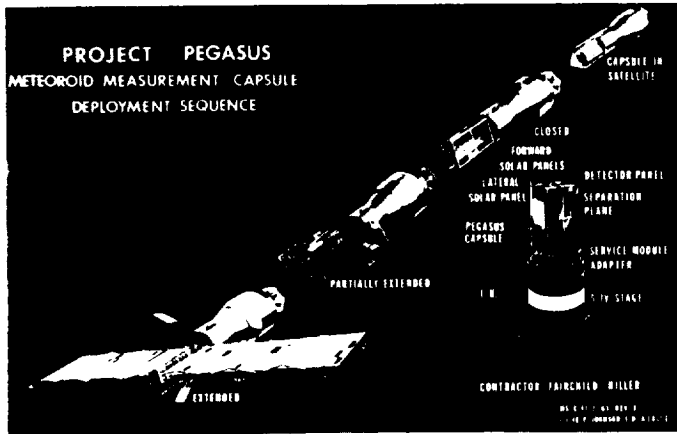 PROJECT PEGASUS
METEOROID MEASUREMENT CAPSULE
DEPLOYMENT SEQUENCE
CAPSULE IN
SATELLITE
CLOSED
FORWARD
SOLAR PANELS
LATERAL
SOLAR PANEL
DETECTOR PANEL
SEPARATION
PLANE
PEGASUS
CAPSULE
SERVICE MODULE
ADAPTER
PARTIALLY EXTENDED
STAGE
EXTENDED
CONTRACTOR FAIRCHILD HILLER